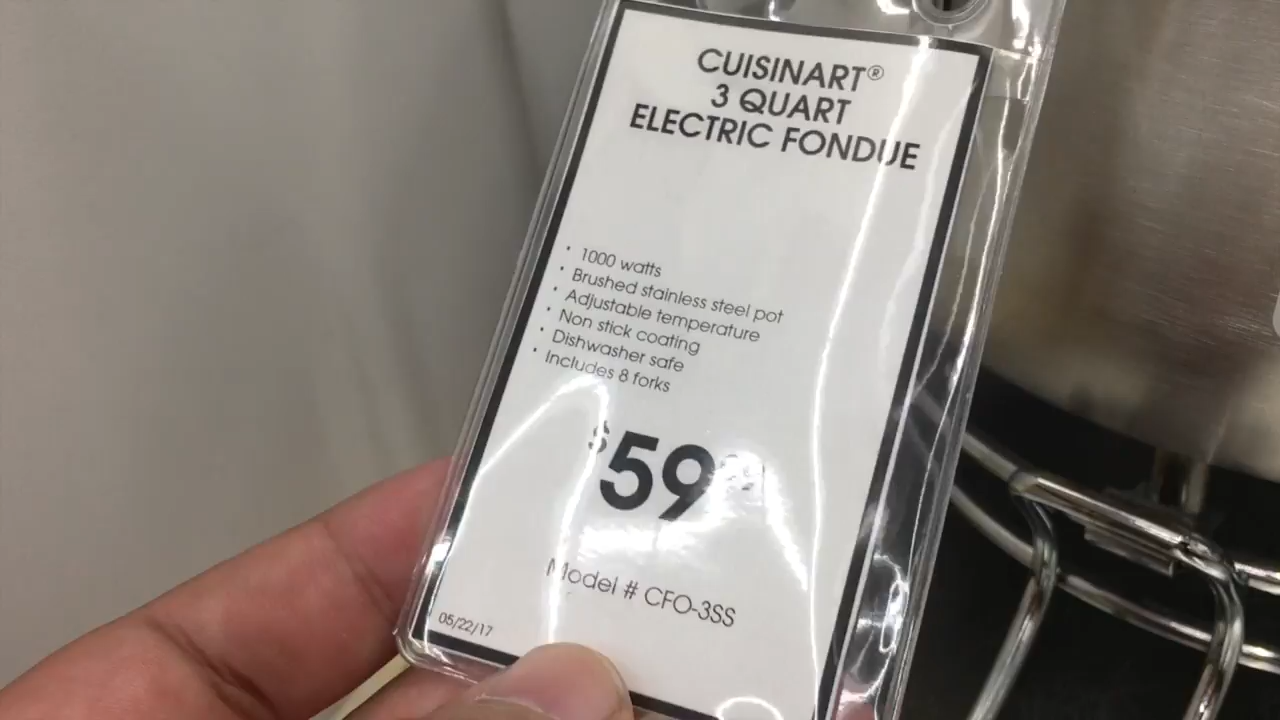 CUISINART®
3 QUART
ELECTRIC FONDUE
· 1000 watts
· Brushed stainless steel pot
· Adjustable temperature
· Non stick coating
· Dishwasher safe
· Includes 8 forks
$59
Model # CFO-3SS
05/22/17